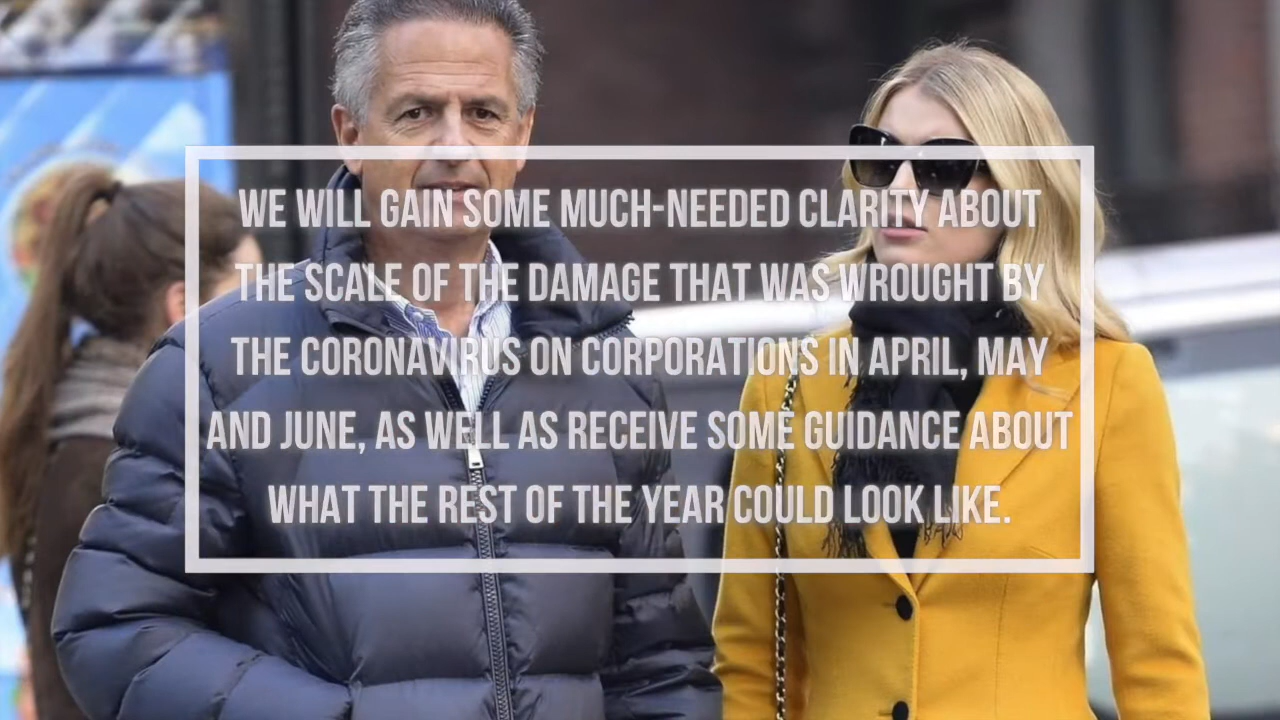 WE WILL GAIN SOME MUCH-NEEDED CLARITY ABOUT
THE SCALE OF THE DAMAGE THAT WAS WROUGHT BY
THE CORONAVIRUS ON CORPORATIONS IN APRIL, MAY
AND JUNE, AS WELL AS RECEIVE SOME GUIDANCE ABOUT
WHAT THE REST OF THE YEAR COULD LOOK LIKE.